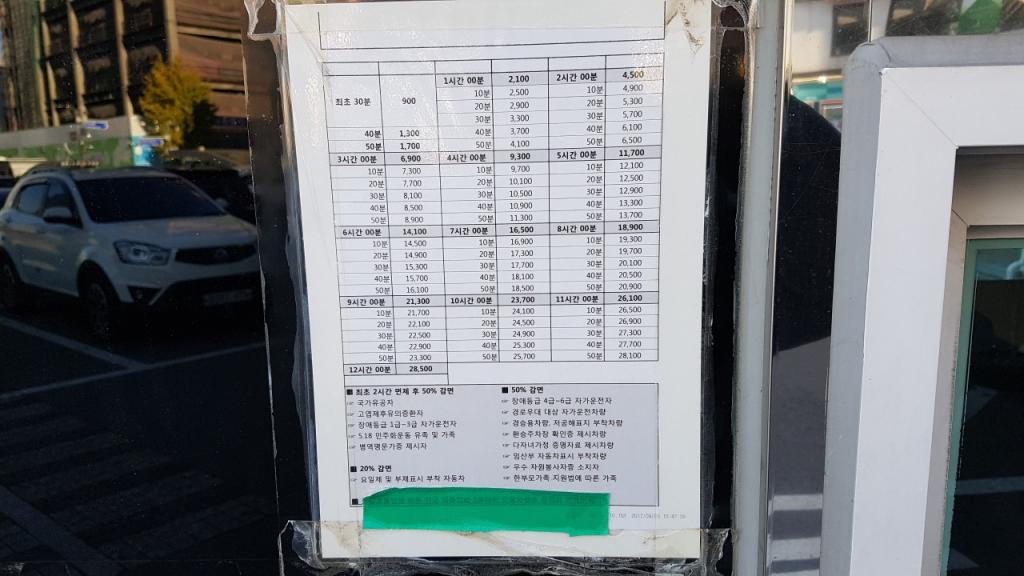 최초 30분 900 1시간 00분 2,100 2시간 00분 4,500
10분 2,500 10분 4,900
20분 2,900 20분 5,300
30분 3,300 30분 5,700
40분 1,300 40분 3,700 40분 6,100
50분 1,700 50분 4,100 50분 6,500
3시간 00분 6,900 4시간 00분 9,300 5시간 00분 11,700
10분 7,300 10분 9,700 10분 12,100
20분 7,700 20분 10,100 20분 12,500
30분 8,100 30분 10,500 30분 12,900
40분 8,500 40분 10,900 40분 13,300
50분 8,900 50분 11,300 50분 13,700
6시간 00분 14,100 7시간 00분 16,500 8시간 00분 18,900
10분 14,500 10분 16,900 10분 19,300
20분 14,900 20분 17,300 20분 19,700
30분 15,300 30분 17,700 30분 20,100
40분 15,700 40분 18,100 40분 20,500
50분 16,100 50분 18,500 50분 20,900
9시간 00분 21,300 10시간 00분 23,700 11시간 00분 26,100
10분 21,700 10분 24,100 10분 26,500
20분 22,100 20분 24,500 20분 26,900
30분 22,500 30분 24,900 30분 27,300
40분 22,900 40분 25,300 40분 27,700
50분 23,300 50분 25,700 50분 28,100
12시간 00분 28,500
■ 최초 2시간 면제 후 50% 감면
☞ 국가유공자
☞ 고엽제후유의증환자
☞ 장애등급 1급~3급 자가운전자
☞ 5.18 민주화운동 유족 및 가족
☞ 병역명문가증 제시자
■ 20% 감면
☞ 요일제 및 부제표시 부착 자동차
■ 50% 감면
☞ 장애등급 4급~6급 자가운전자
☞ 경로우대 대상 자가운전차량
☞ 경승용차량, 저공해표지 부착차량
☞ 환승주차장 확인증 제시차량
☞ 다자녀가정 증명자료 제시차량
☞ 임산부 자동차표시 부착차량
☞ 우수 자원봉사자증 소지자
☞ 한부모가족 지원법에 따른 가족